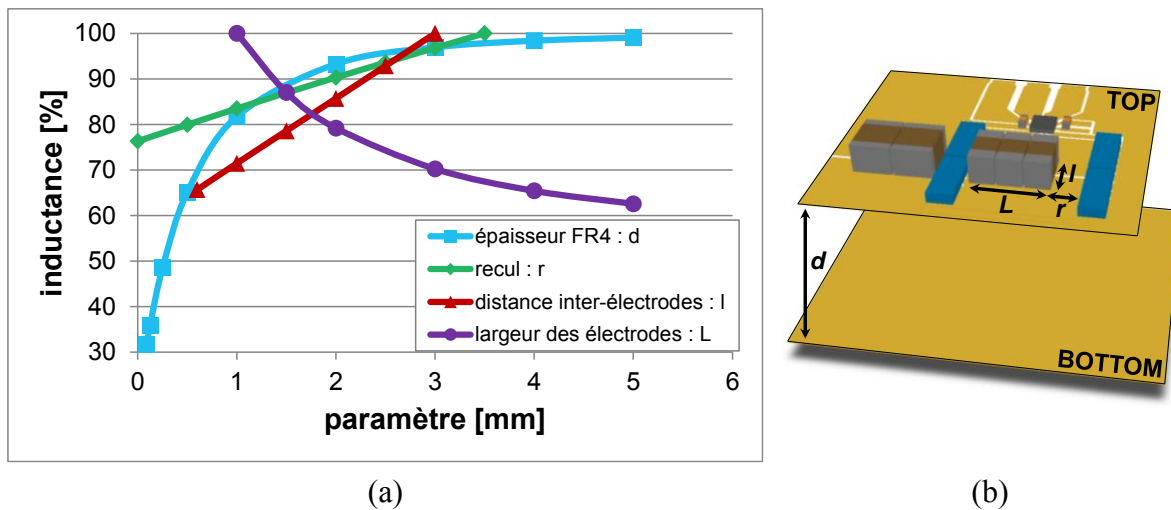 inductance [%]
100
90
80
70
60
50
40
30
0 1 2 3 4 5 6
paramètre [mm]
épaisseur FR4 : d
recul : r
distance inter-électrodes : l
largeur des électrodes : L
TOP
l
L r
d
BOTTOM
(a) (b)